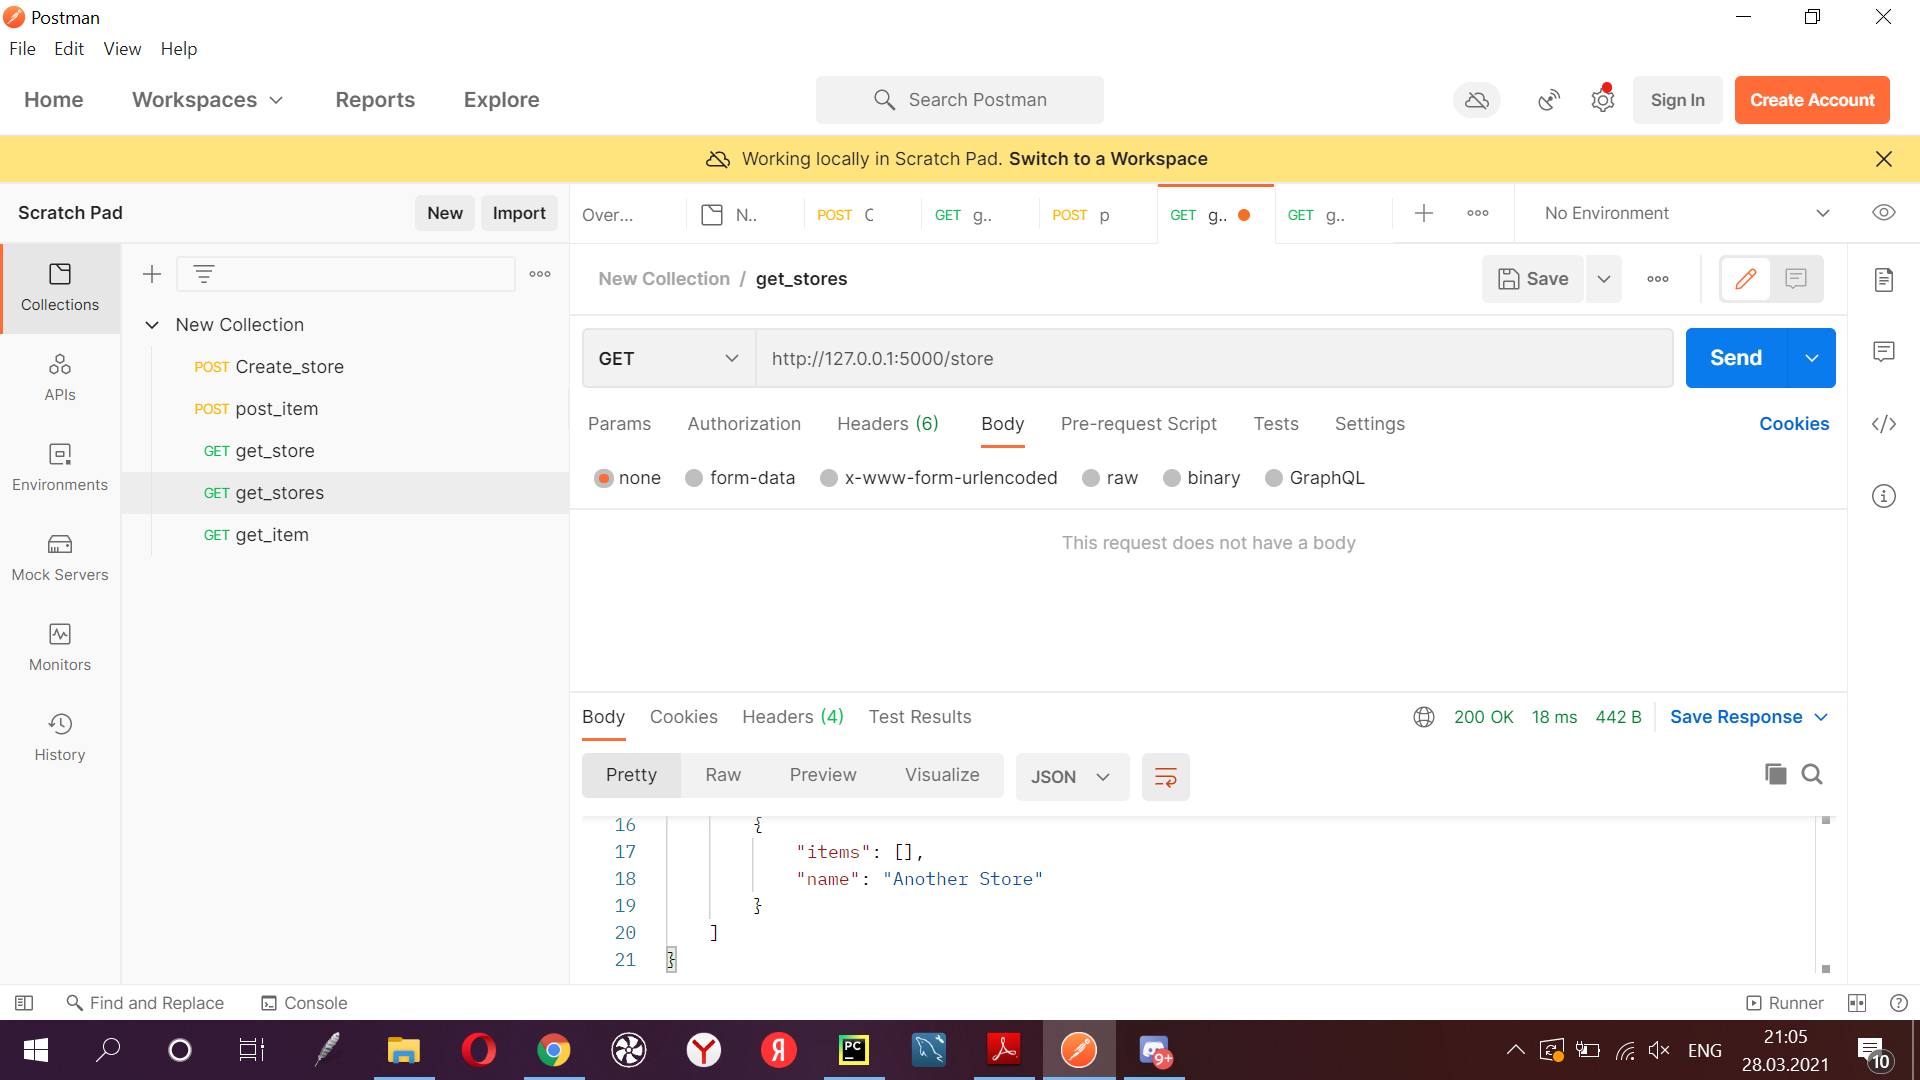 Postman
File Edit View Help
Home Workspaces Reports Explore Search Postman Sign In Create Account
Working locally in Scratch Pad. Switch to a Workspace
Scratch Pad New Import
Over... N.. POST C GET g.. POST p GET g.. GET g.. No Environment
Collections
APIs
Environments
Mock Servers
Monitors
History
New Collection
POST Create_store
POST post_item
GET get_store
GET get_stores
GET get_item
New Collection / get_stores Save
GET http://127.0.0.1:5000/store Send
Params Authorization Headers (6) Body Pre-request Script Tests Settings Cookies
none form-data x-www-form-urlencoded raw binary GraphQL
This request does not have a body
Body Cookies Headers (4) Test Results 200 OK 18 ms 442 B Save Response
Pretty Raw Preview Visualize JSON
16 {
17 "items": [],
18 "name": "Another Store"
19 }
20 ]
21 }
Find and Replace Console Runner
PC 9+ ENG 21:05
28.03.2021 10